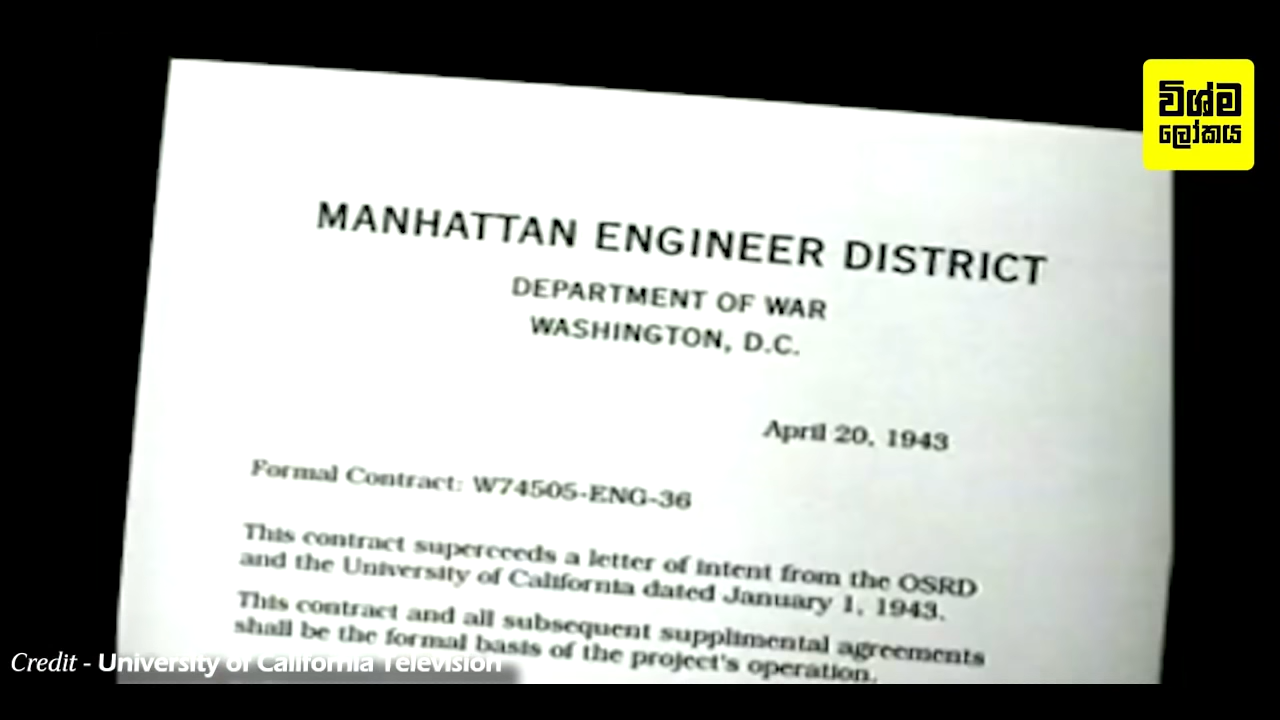 විශ්ම
ලෝකය
MANHATTAN ENGINEER DISTRICT
DEPARTMENT OF WAR
WASHINGTON, D.C.
April 20, 1943
Formal Contract: W74505-ENG-36
This contract superceeds a letter of intent from the OSRD
and the University of California dated January 1, 1943.
This contract and all subsequent supplimental agreements
shall be the formal basis of the project's operation.
Credit - University of California Television